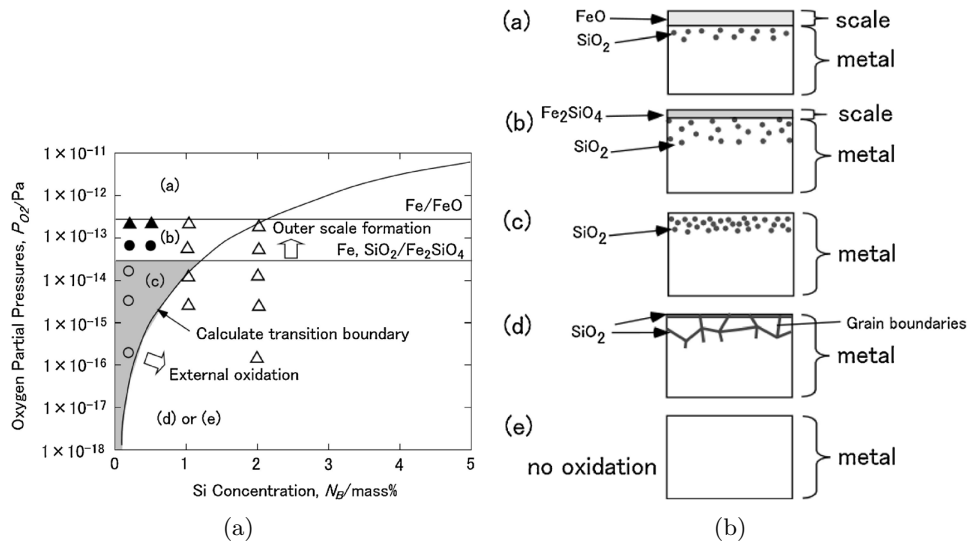 1×10⁻¹¹
1×10⁻¹²
1×10⁻¹³
1×10⁻¹⁴
1×10⁻¹⁵
1×10⁻¹⁶
1×10⁻¹⁷
1×10⁻¹⁸
Oxygen Partial Pressures, P_O2/Pa
(a)
Fe/FeO
(b)
Outer scale formation
Fe, SiO₂/Fe₂SiO₄
(c)
Calculate transition boundary
External oxidation
(d) or (e)
0 1 2 3 4 5
Si Concentration, N_B/mass%
(a)
(a)
FeO
SiO₂
scale
metal
(b)
Fe₂SiO₄
SiO₂
scale
metal
(c)
SiO₂
metal
(d)
SiO₂
Grain boundaries
metal
(e)
no oxidation
metal
(b)